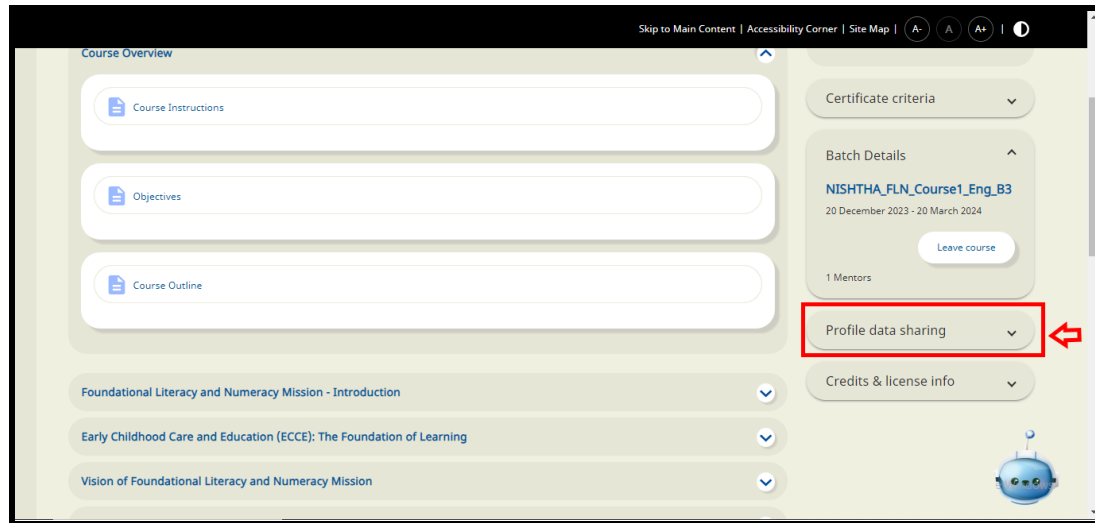 Skip to Main Content | Accessibility Corner | Site Map | A- A A+ |
Course Overview
Course Instructions
Objectives
Course Outline
Foundational Literacy and Numeracy Mission - Introduction
Early Childhood Care and Education (ECCE): The Foundation of Learning
Vision of Foundational Literacy and Numeracy Mission
Certificate criteria
Batch Details
NISHTHA_FLN_Course1_Eng_B3
20 December 2023 - 20 March 2024
Leave course
1 Mentors
Profile data sharing
Credits & license info